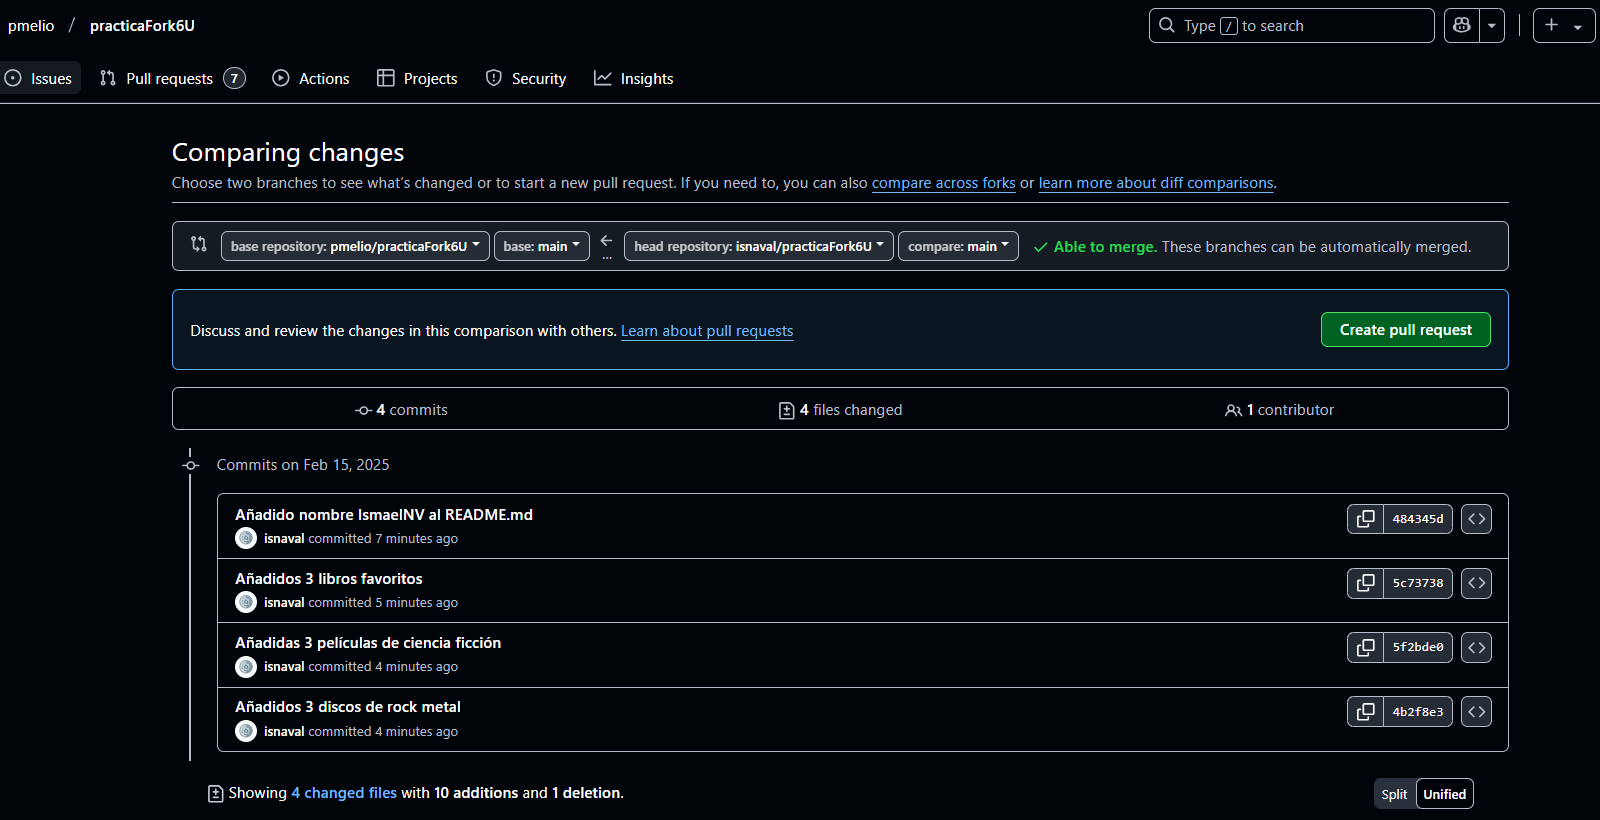 pmelio / practicaFork6U
Type / to search
Issues
Pull requests 7
Actions
Projects
Security
Insights
Comparing changes
Choose two branches to see what's changed or to start a new pull request. If you need to, you can also compare across forks or learn more about diff comparisons.
base repository: pmelio/practicaFork6U base: main ... head repository: isnaval/practicaFork6U compare: main Able to merge. These branches can be automatically merged.
Discuss and review the changes in this comparison with others. Learn about pull requests
Create pull request
4 commits
4 files changed
1 contributor
Commits on Feb 15, 2025
Añadido nombre IsmaelNV al README.md
isnaval committed 7 minutes ago
484345d
Añadidos 3 libros favoritos
isnaval committed 5 minutes ago
5c73738
Añadidas 3 películas de ciencia ficción
isnaval committed 4 minutes ago
5f2bde0
Añadidos 3 discos de rock metal
isnaval committed 4 minutes ago
4b2f8e3
Showing 4 changed files with 10 additions and 1 deletion.
Split Unified